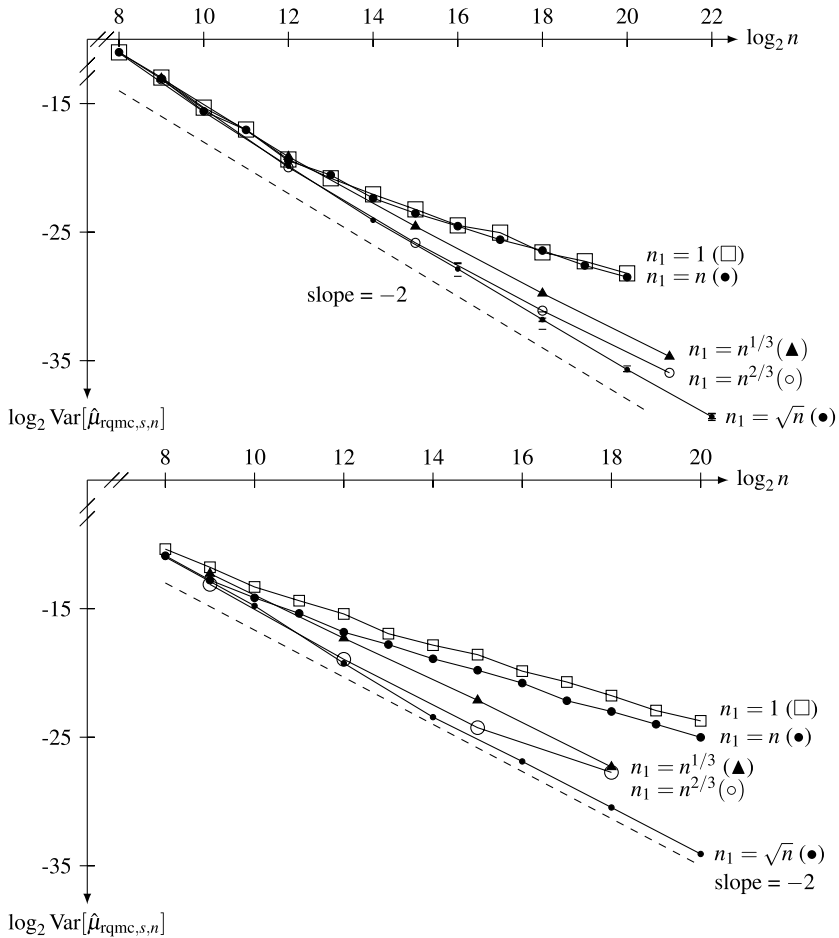 8 10 12 14 16 18 20 22 log₂ n
-15
-25
-35
n₁ = 1 (□)
n₁ = n (●)
slope = −2
n₁ = n^{1/3} (▲)
n₁ = n^{2/3} (○)
n₁ = √n (●)
log₂ Var[μ̂_{rqmc,s,n}]
8 10 12 14 16 18 20 log₂ n
-15
-25
-35
n₁ = 1 (□)
n₁ = n (●)
n₁ = n^{1/3} (▲)
n₁ = n^{2/3} (○)
n₁ = √n (●)
slope = −2
log₂ Var[μ̂_{rqmc,s,n}]